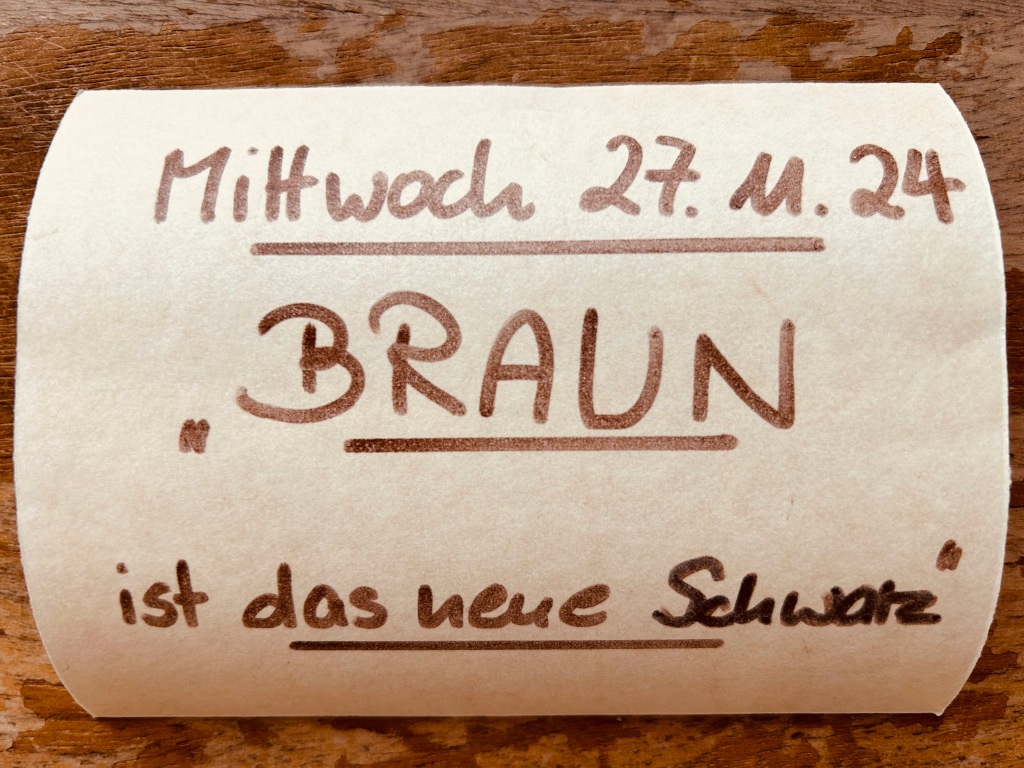 Mittwoch 27.11.24
„BRAUN
ist das neue Schwarz“